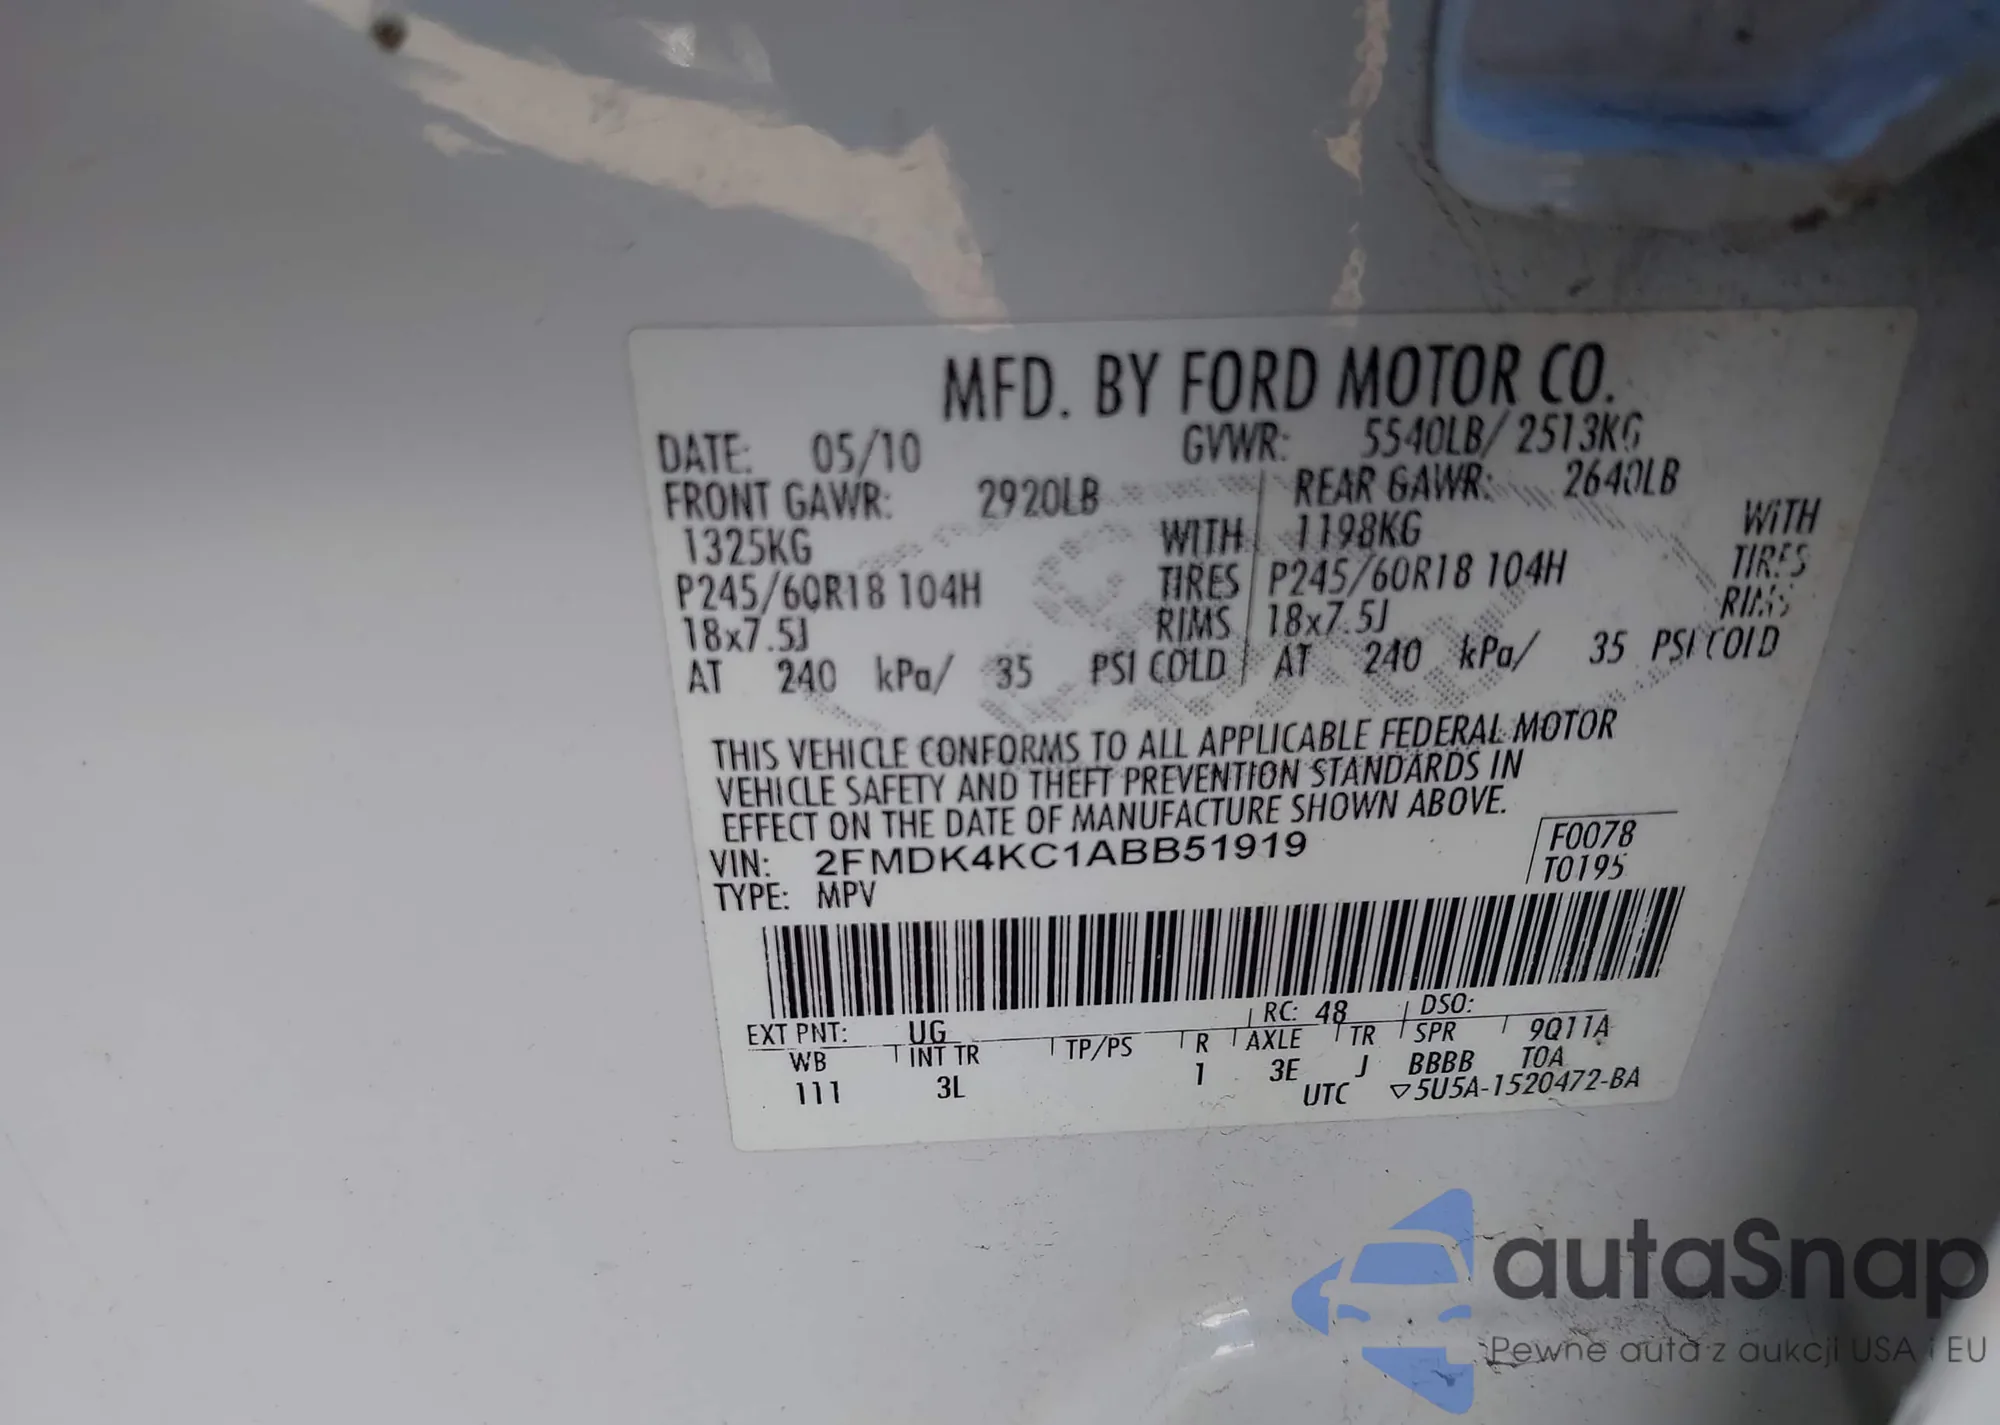 MFD. BY FORD MOTOR CO.
DATE: 05/10 GVWR: 5540LB/ 2513KG
FRONT GAWR: 2920LB REAR GAWR: 2640LB
1325KG WITH 1198KG WITH
P245/60R18 104H TIRES P245/60R18 104H TIRES
18x7.5J RIMS 18x7.5J RIMS
AT 240 kPa/ 35 PSI COLD AT 240 kPa/ 35 PSI COLD
THIS VEHICLE CONFORMS TO ALL APPLICABLE FEDERAL MOTOR
VEHICLE SAFETY AND THEFT PREVENTION STANDARDS IN
EFFECT ON THE DATE OF MANUFACTURE SHOWN ABOVE.
VIN: 2FMDK4KC1ABB51919 F0078
TYPE: MPV T0195
RC: 48 DSO:
EXT PNT: UG 9Q11A
WB INT TR TP/PS R AXLE TR SPR TOA
111 3L 1 3E J BBBB
UTC ▽5U5A-1520472-BA
autaSnap
Pewne auta z aukcji USA i EU